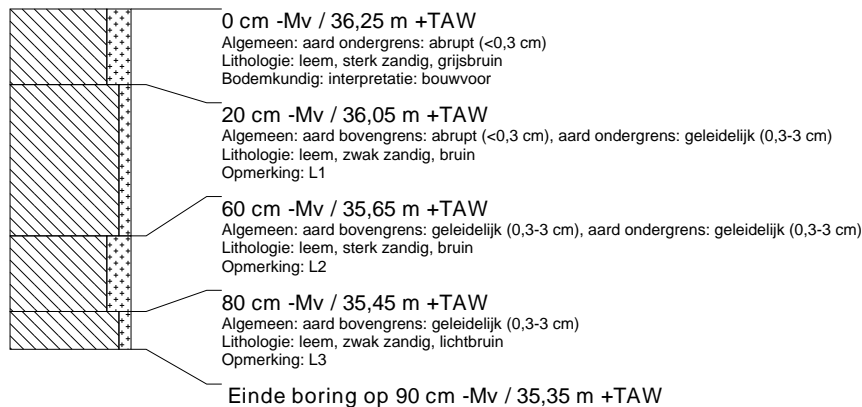 0 cm -Mv / 36,25 m +TAW
Algemeen: aard ondergrens: abrupt (<0,3 cm)
Lithologie: leem, sterk zandig, grijsbruin
Bodemkundig: interpretatie: bouwvoor
20 cm -Mv / 36,05 m +TAW
Algemeen: aard bovengrens: abrupt (<0,3 cm), aard ondergrens: geleidelijk (0,3-3 cm)
Lithologie: leem, zwak zandig, bruin
Opmerking: L1
60 cm -Mv / 35,65 m +TAW
Algemeen: aard bovengrens: geleidelijk (0,3-3 cm), aard ondergrens: geleidelijk (0,3-3 cm)
Lithologie: leem, sterk zandig, bruin
Opmerking: L2
80 cm -Mv / 35,45 m +TAW
Algemeen: aard bovengrens: geleidelijk (0,3-3 cm)
Lithologie: leem, zwak zandig, lichtbruin
Opmerking: L3
Einde boring op 90 cm -Mv / 35,35 m +TAW